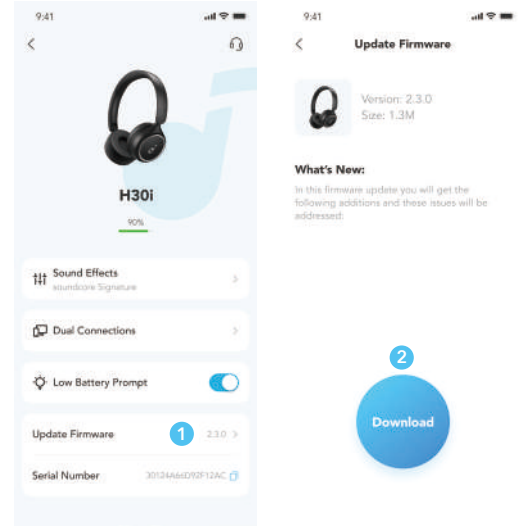 9:41
H30i
90%
Sound Effects
soundcore Signature
Dual Connections
Low Battery Prompt
Update Firmware 1 2.3.0
Serial Number
9:41
Update Firmware
Version: 2.3.0
Size: 1.3M
What's New:
In this firmware update you will get the
following additions and these issues will be
addressed:
2
Download